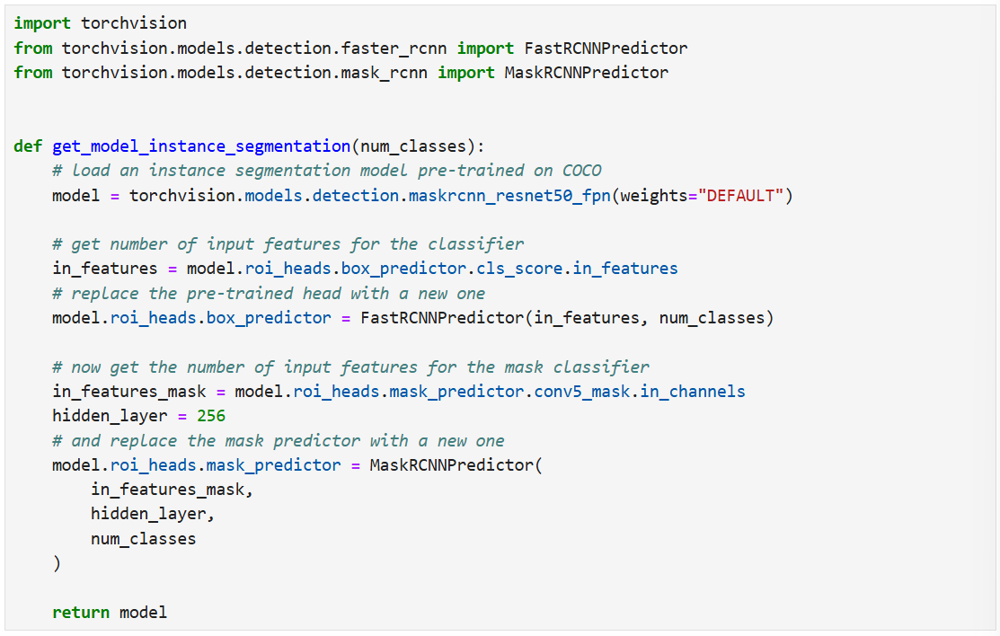 import torchvision
from torchvision.models.detection.faster_rcnn import FastRCNNPredictor
from torchvision.models.detection.mask_rcnn import MaskRCNNPredictor


def get_model_instance_segmentation(num_classes):
    # load an instance segmentation model pre-trained on COCO
    model = torchvision.models.detection.maskrcnn_resnet50_fpn(weights="DEFAULT")

    # get number of input features for the classifier
    in_features = model.roi_heads.box_predictor.cls_score.in_features
    # replace the pre-trained head with a new one
    model.roi_heads.box_predictor = FastRCNNPredictor(in_features, num_classes)

    # now get the number of input features for the mask classifier
    in_features_mask = model.roi_heads.mask_predictor.conv5_mask.in_channels
    hidden_layer = 256
    # and replace the mask predictor with a new one
    model.roi_heads.mask_predictor = MaskRCNNPredictor(
        in_features_mask,
        hidden_layer,
        num_classes
    )

    return model